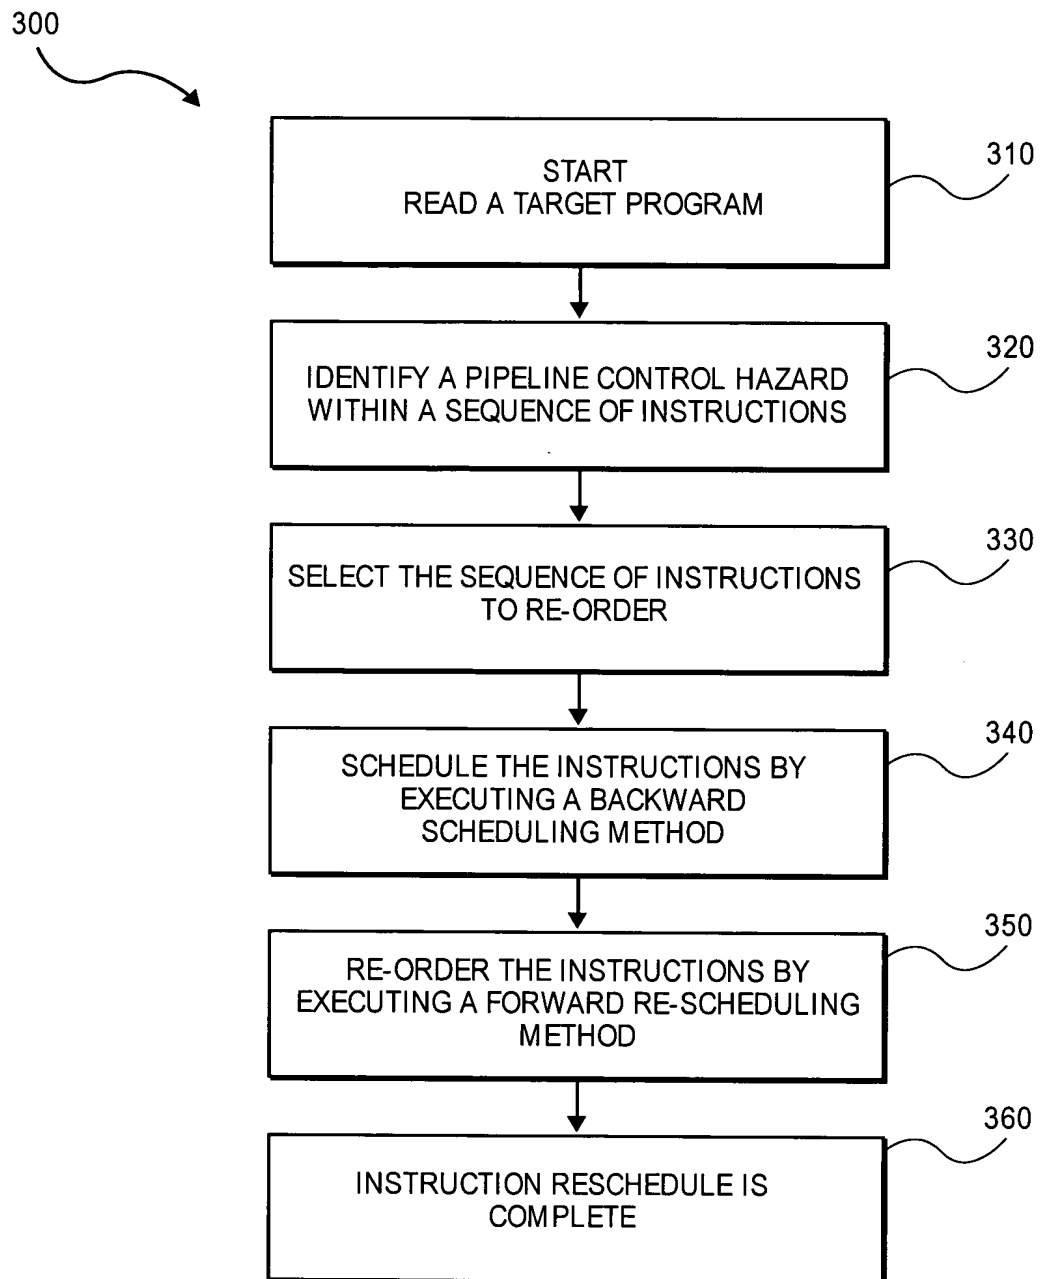 300
310
START
READ A TARGET PROGRAM
320
IDENTIFY A PIPELINE CONTROL HAZARD
WITHIN A SEQUENCE OF INSTRUCTIONS
330
SELECT THE SEQUENCE OF INSTRUCTIONS
TO RE-ORDER
340
SCHEDULE THE INSTRUCTIONS BY
EXECUTING A BACKWARD
SCHEDULING METHOD
350
RE-ORDER THE INSTRUCTIONS BY
EXECUTING A FORWARD RE-SCHEDULING
METHOD
360
INSTRUCTION RESCHEDULE IS
COMPLETE